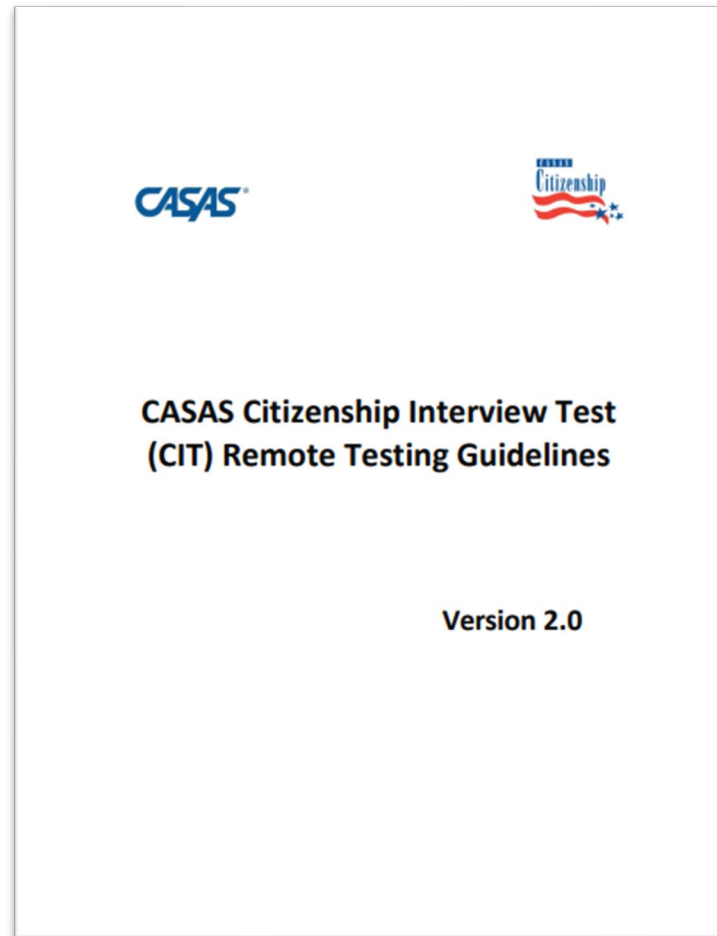 CASAS®
CASAS
Citizenship
CASAS Citizenship Interview Test
(CIT) Remote Testing Guidelines
Version 2.0